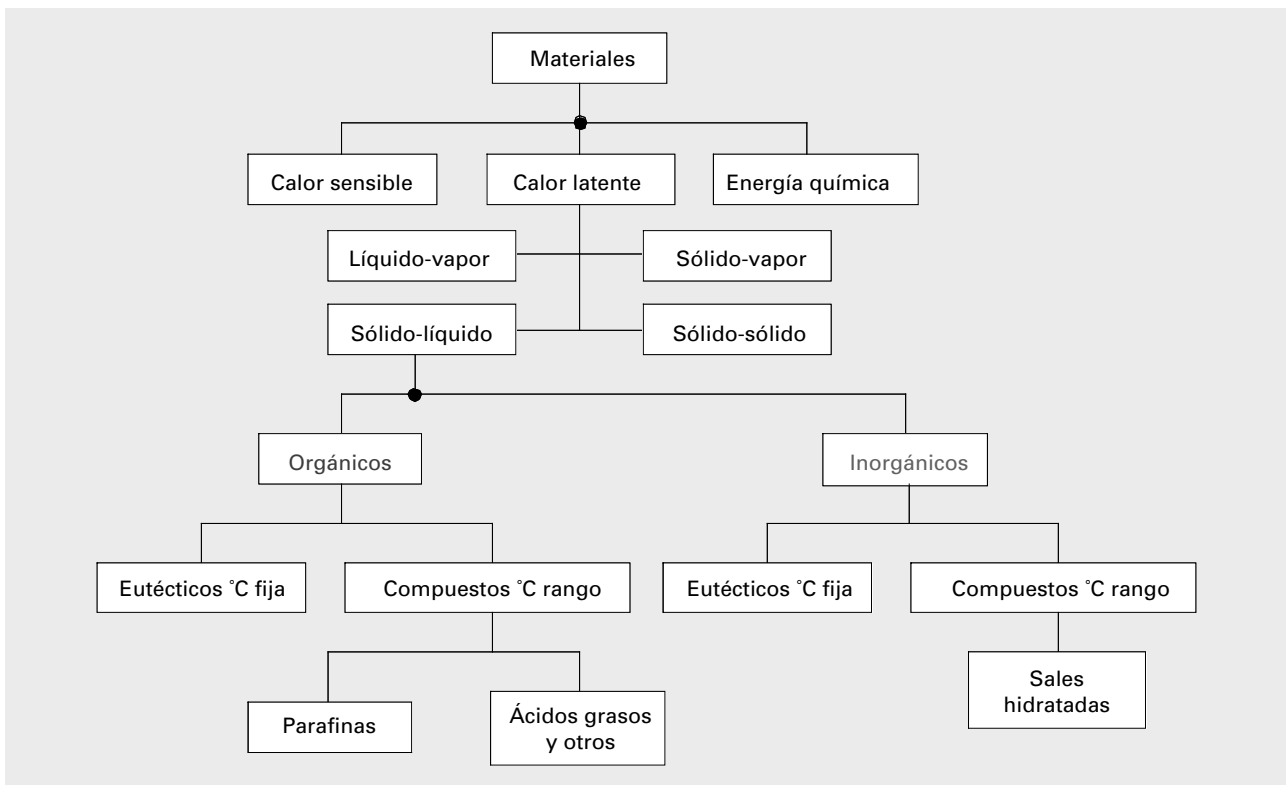 Materiales
Calor sensible
Calor latente
Energía química
Líquido-vapor
Sólido-vapor
Sólido-líquido
Sólido-sólido
Orgánicos
Inorgánicos
Eutécticos °C fija
Compuestos °C rango
Eutécticos °C fija
Compuestos °C rango
Parafinas
Ácidos grasos
y otros
Sales
hidratadas